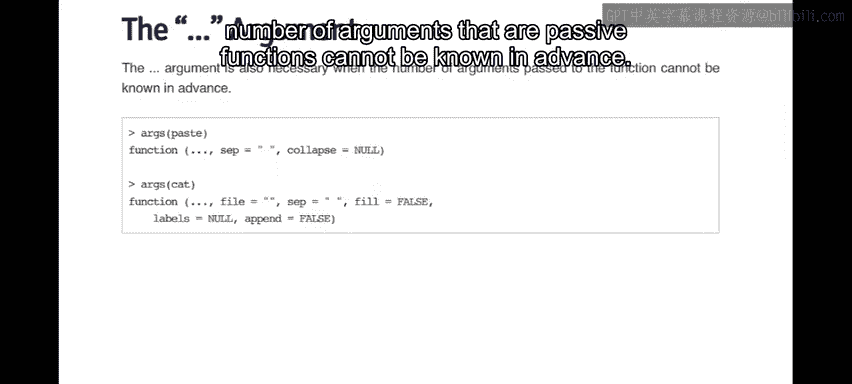 GPT中英字幕课程资源@bilibili.com
The “...” Argument
number of arguments that are passive
functions cannot be known in advance.
The ... argument is also necessary when the number of arguments passed to the function cannot be
known in advance.
> args(paste)
function (..., sep = " ", collapse = NULL)
> args(cat)
function (..., file = "", sep = " ", fill = FALSE,
labels = NULL, append = FALSE)